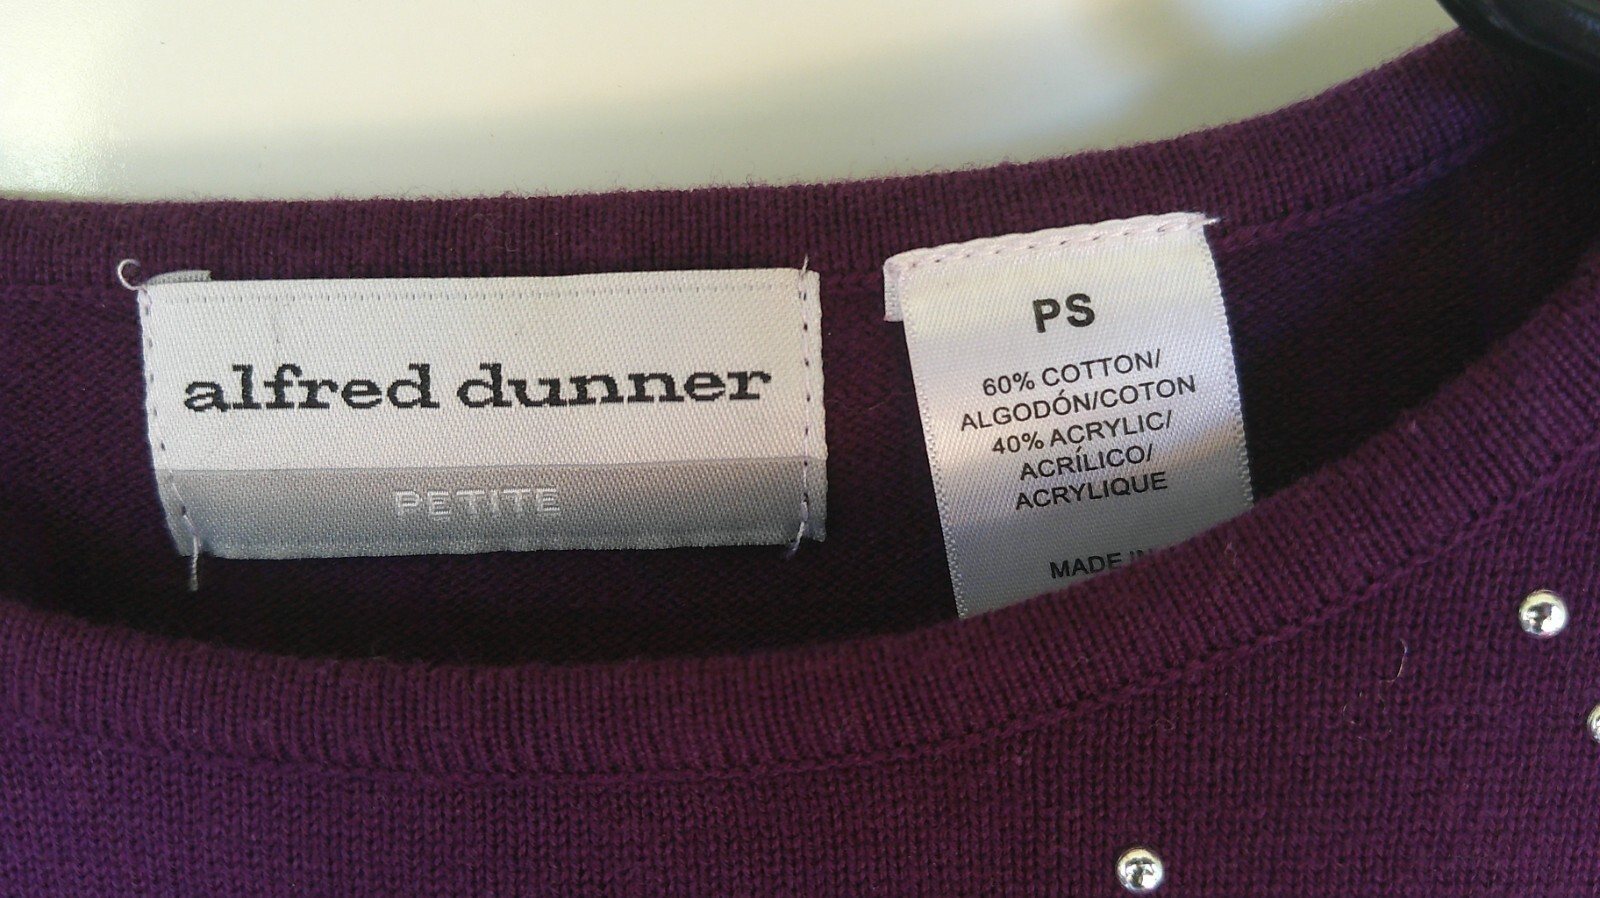 alfred dunner
PETITE
PS
60% COTTON/
ALGODÓN/COTON
40% ACRYLIC/
ACRÍLICO/
ACRYLIQUE
MADE IN